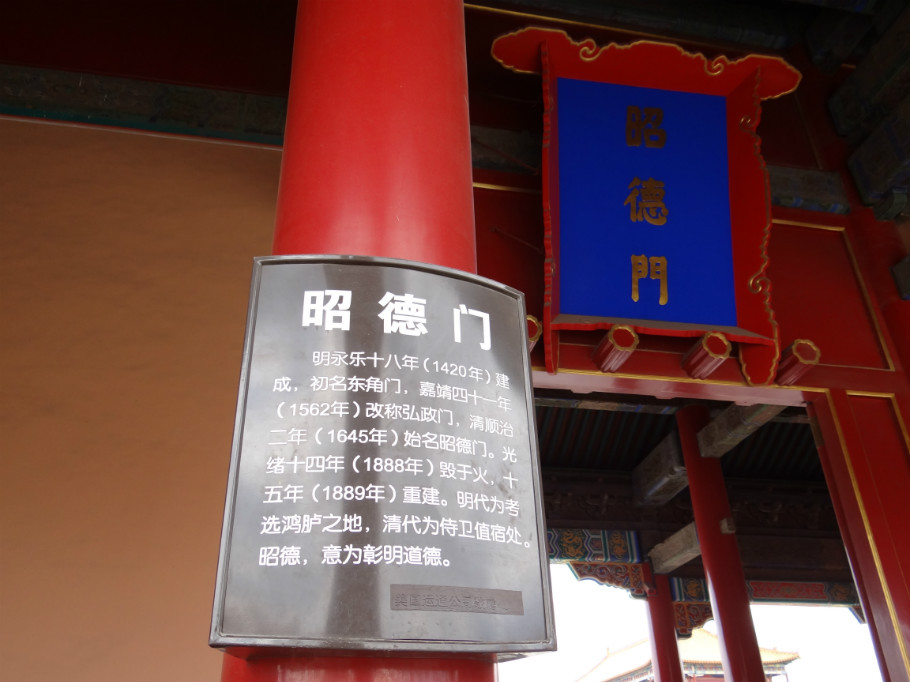 昭德門
昭德门
明永乐十八年（1420年）建
成，初名东角门，嘉靖四十一年
（1562年）改称弘政门，清顺治
二年（1645年）始名昭德门。光
绪十四年（1888年）毁于火，十
五年（1889年）重建。明代为考
选鸿胪之地，清代为侍卫值宿处。
昭德，意为彰明道德。